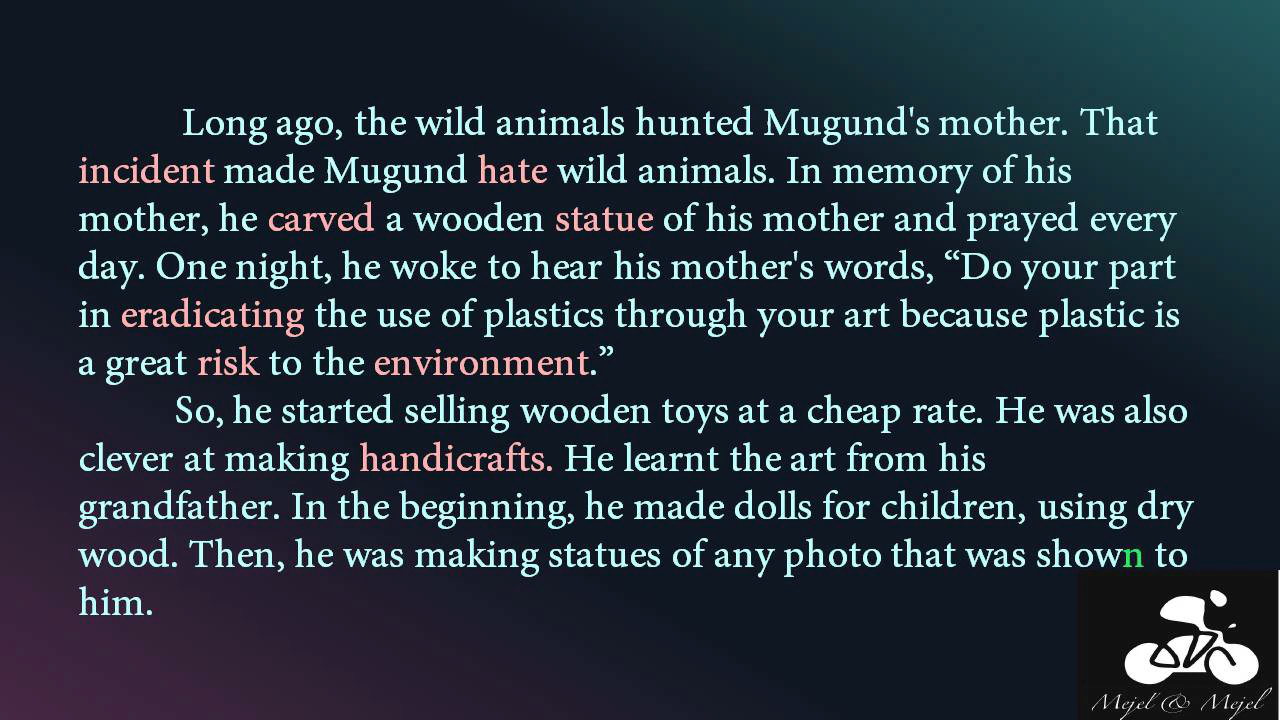 Long ago, the wild animals hunted Mugund's mother. That
incident made Mugund hate wild animals. In memory of his
mother, he carved a wooden statue of his mother and prayed every
day. One night, he woke to hear his mother's words, “Do your part
in eradicating the use of plastics through your art because plastic is
a great risk to the environment.”
So, he started selling wooden toys at a cheap rate. He was also
clever at making handicrafts. He learnt the art from his
grandfather. In the beginning, he made dolls for children, using dry
wood. Then, he was making statues of any photo that was shown to
him.
Mejel & Mejel